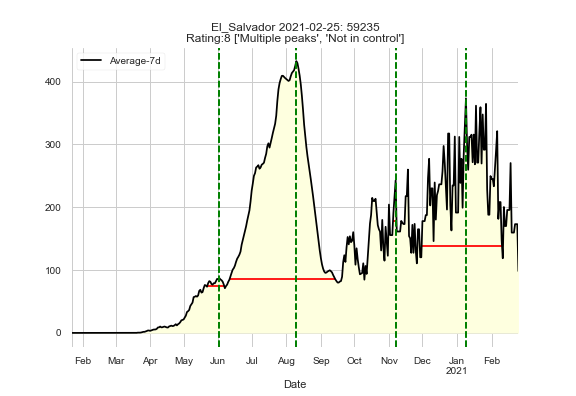 El_Salvador 2021-02-25: 59235
Rating:8 ['Multiple peaks', 'Not in control']
Average-7d
400
300
200
100
0
Feb Mar Apr May Jun Jul Aug Sep Oct Nov Dec Jan Feb
2021
Date